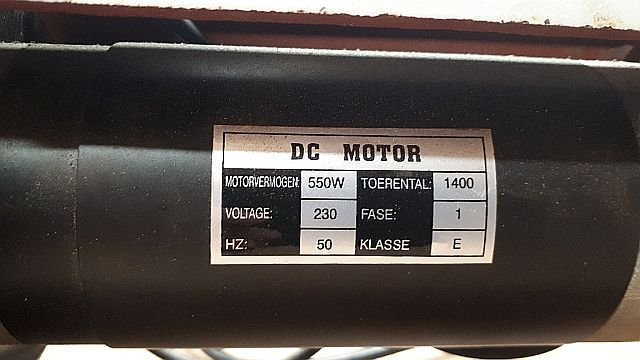 DC MOTOR
MOTORVERMOGEN: 550W TOERENTAL: 1400
VOLTAGE: 230 FASE: 1
HZ: 50 KLASSE E